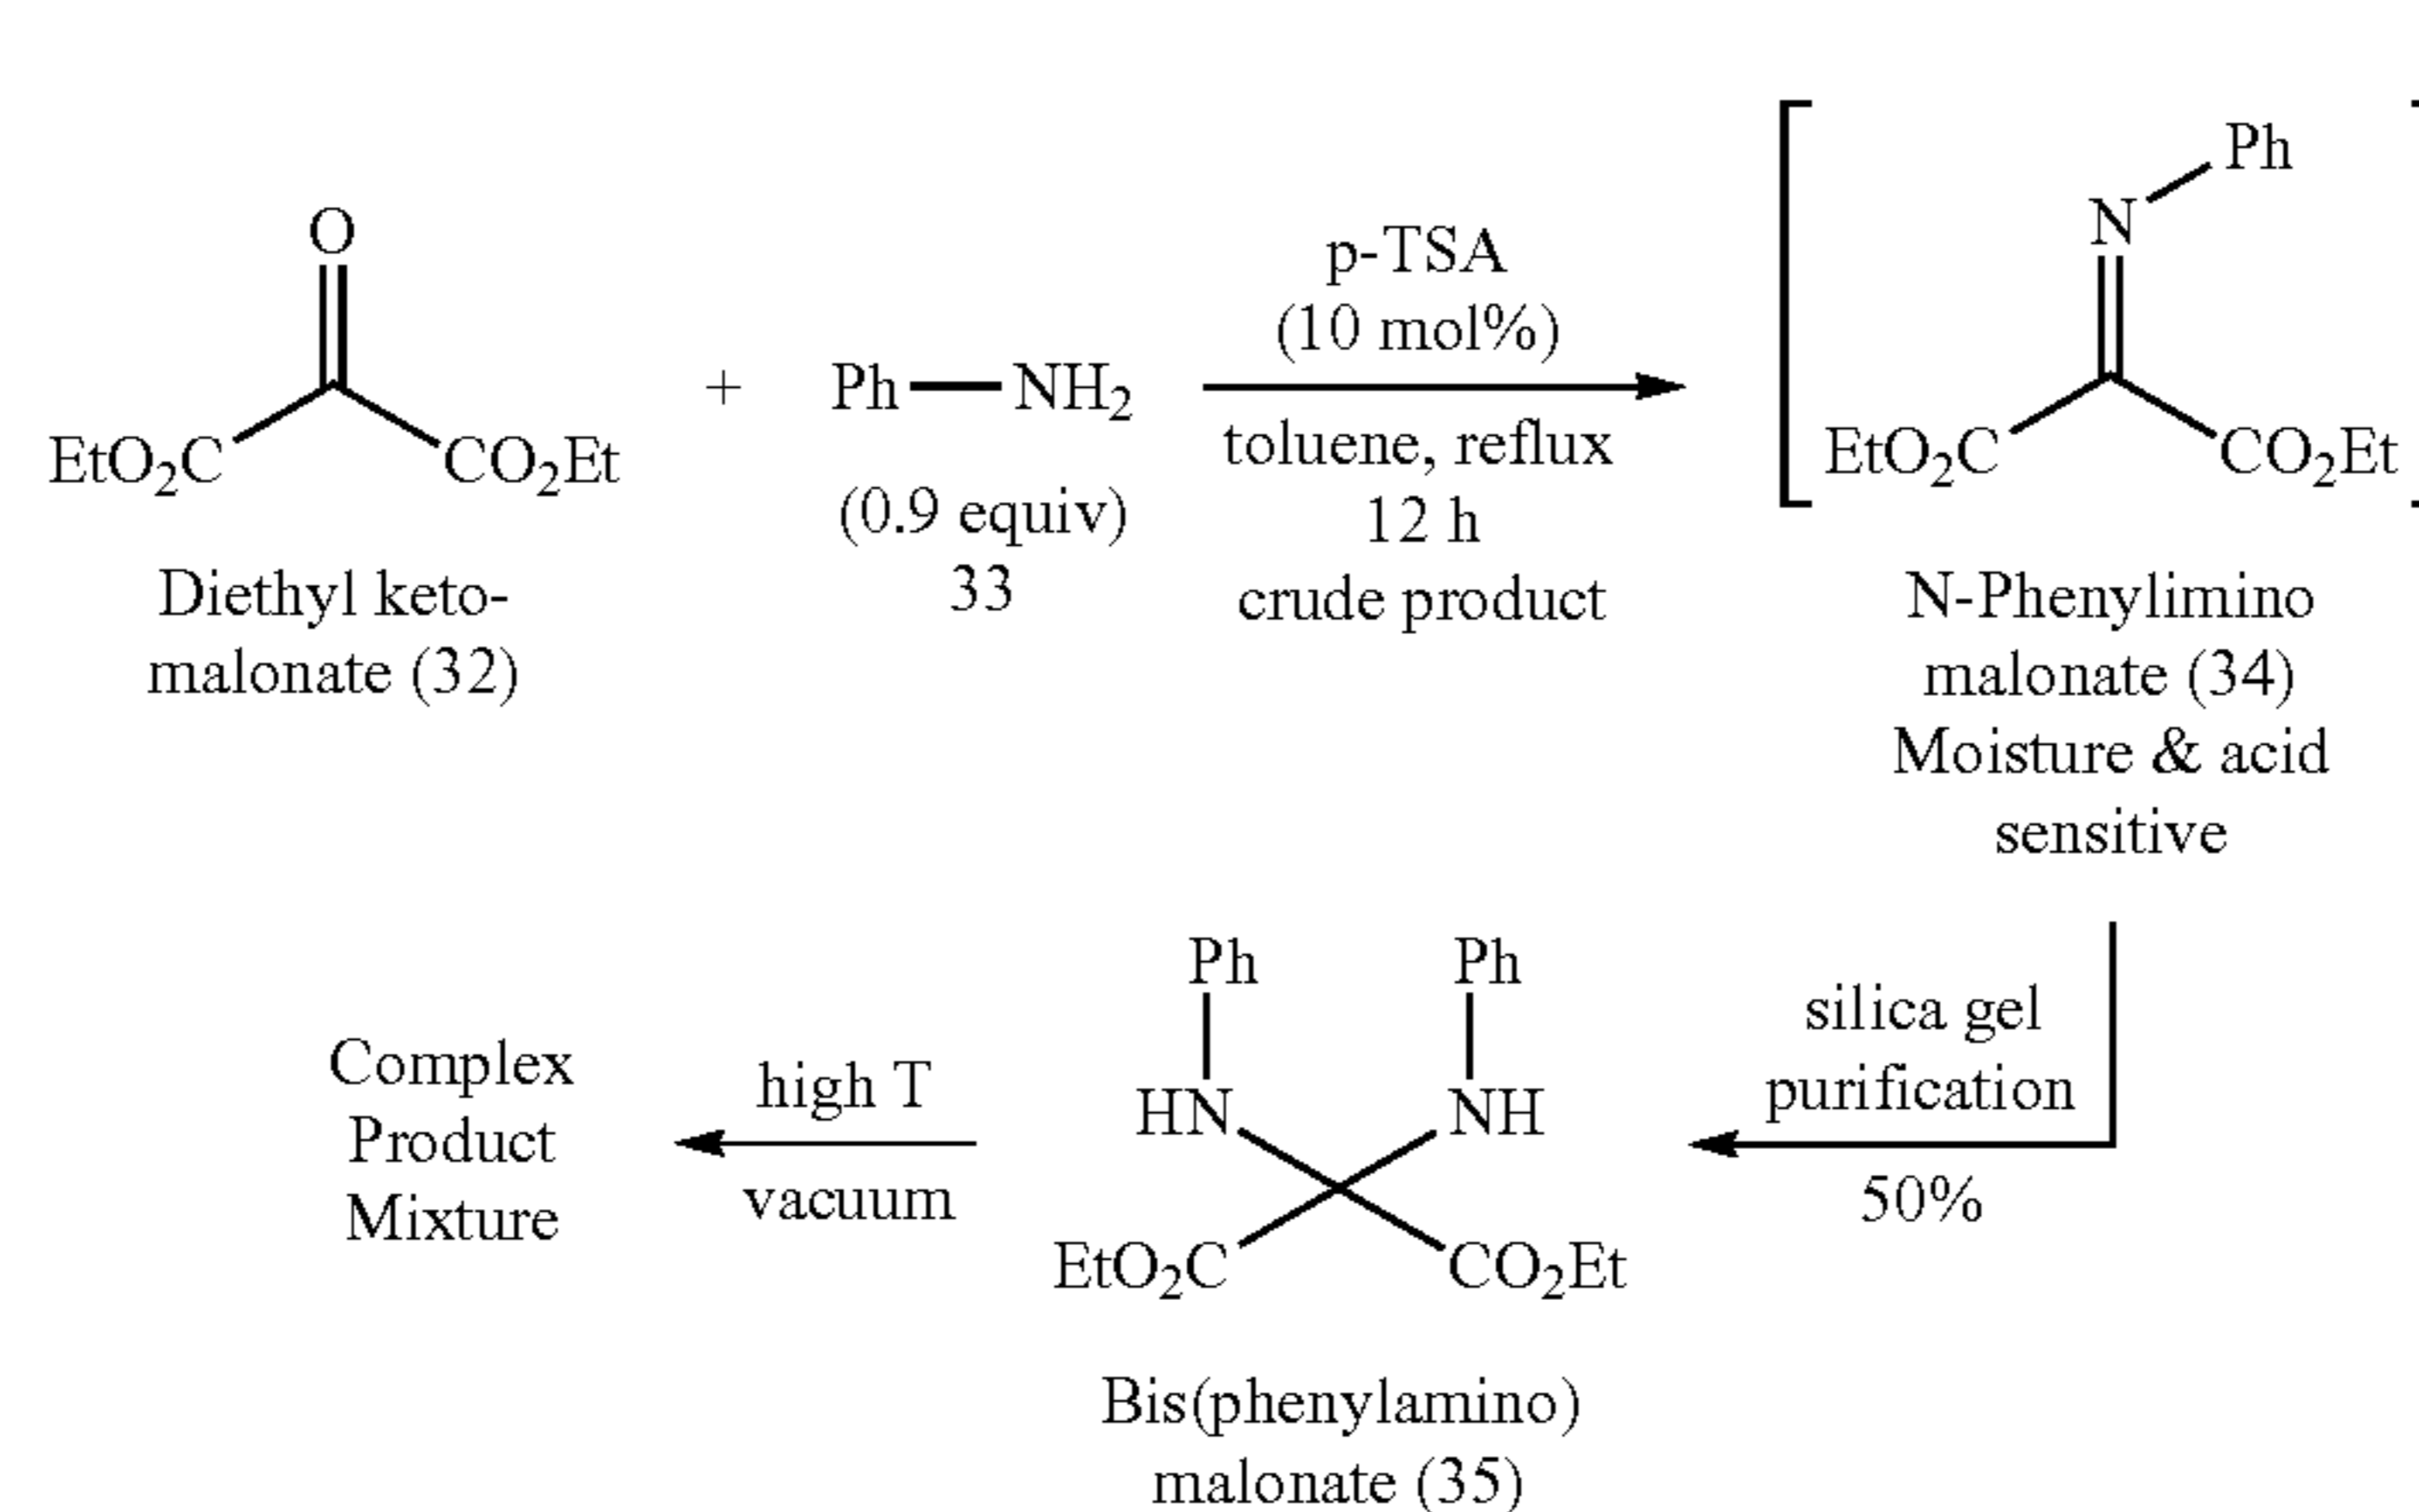 O
EtO2C
CO2Et
Diethyl keto-
malonate (32)
+
Ph
NH2
(0.9 equiv)
33
p-TSA
(10 mol%)
toluene, reflux
12 h
crude product
Ph
N
EtO2C
CO2Et
N-Phenylimino
malonate (34)
Moisture & acid
sensitive
silica gel
purification
50%
Ph
Ph
HN
NH
EtO2C
CO2Et
Bis(phenylamino)
malonate (35)
high T
vacuum
Complex
Product
Mixture